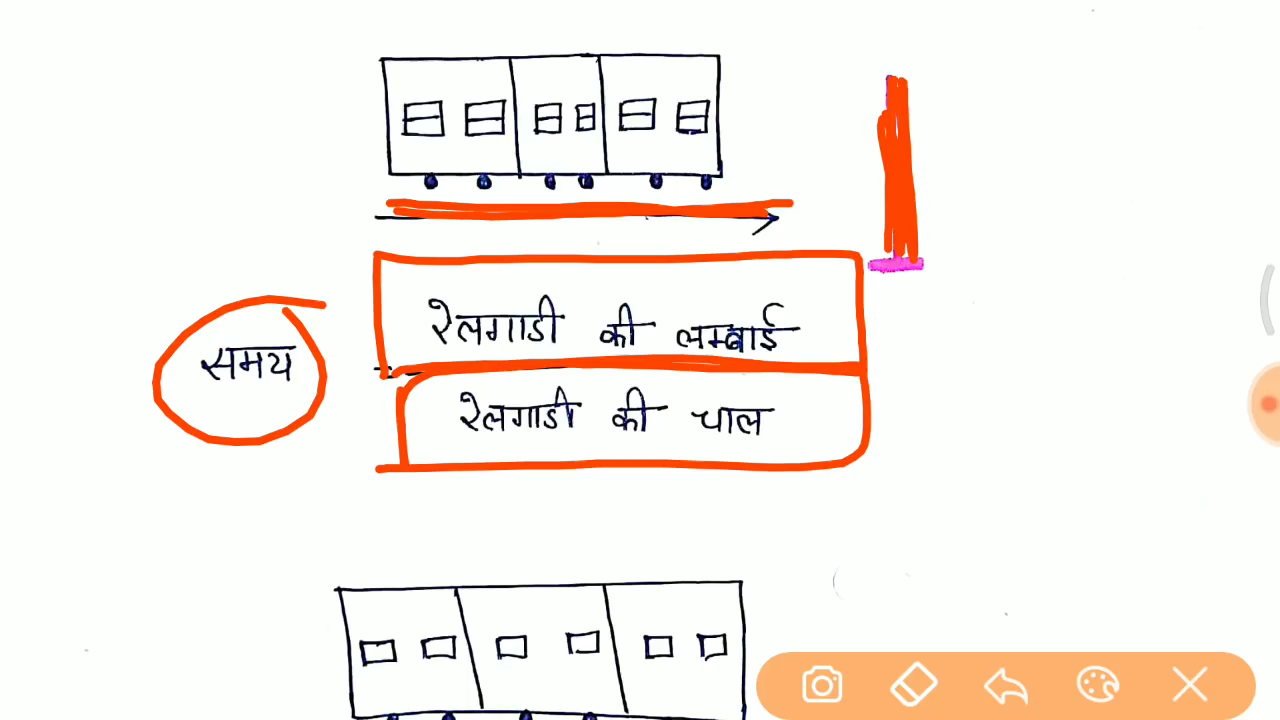 रेलगाडी की लम्बाई
समय
रेलगाडी की चाल